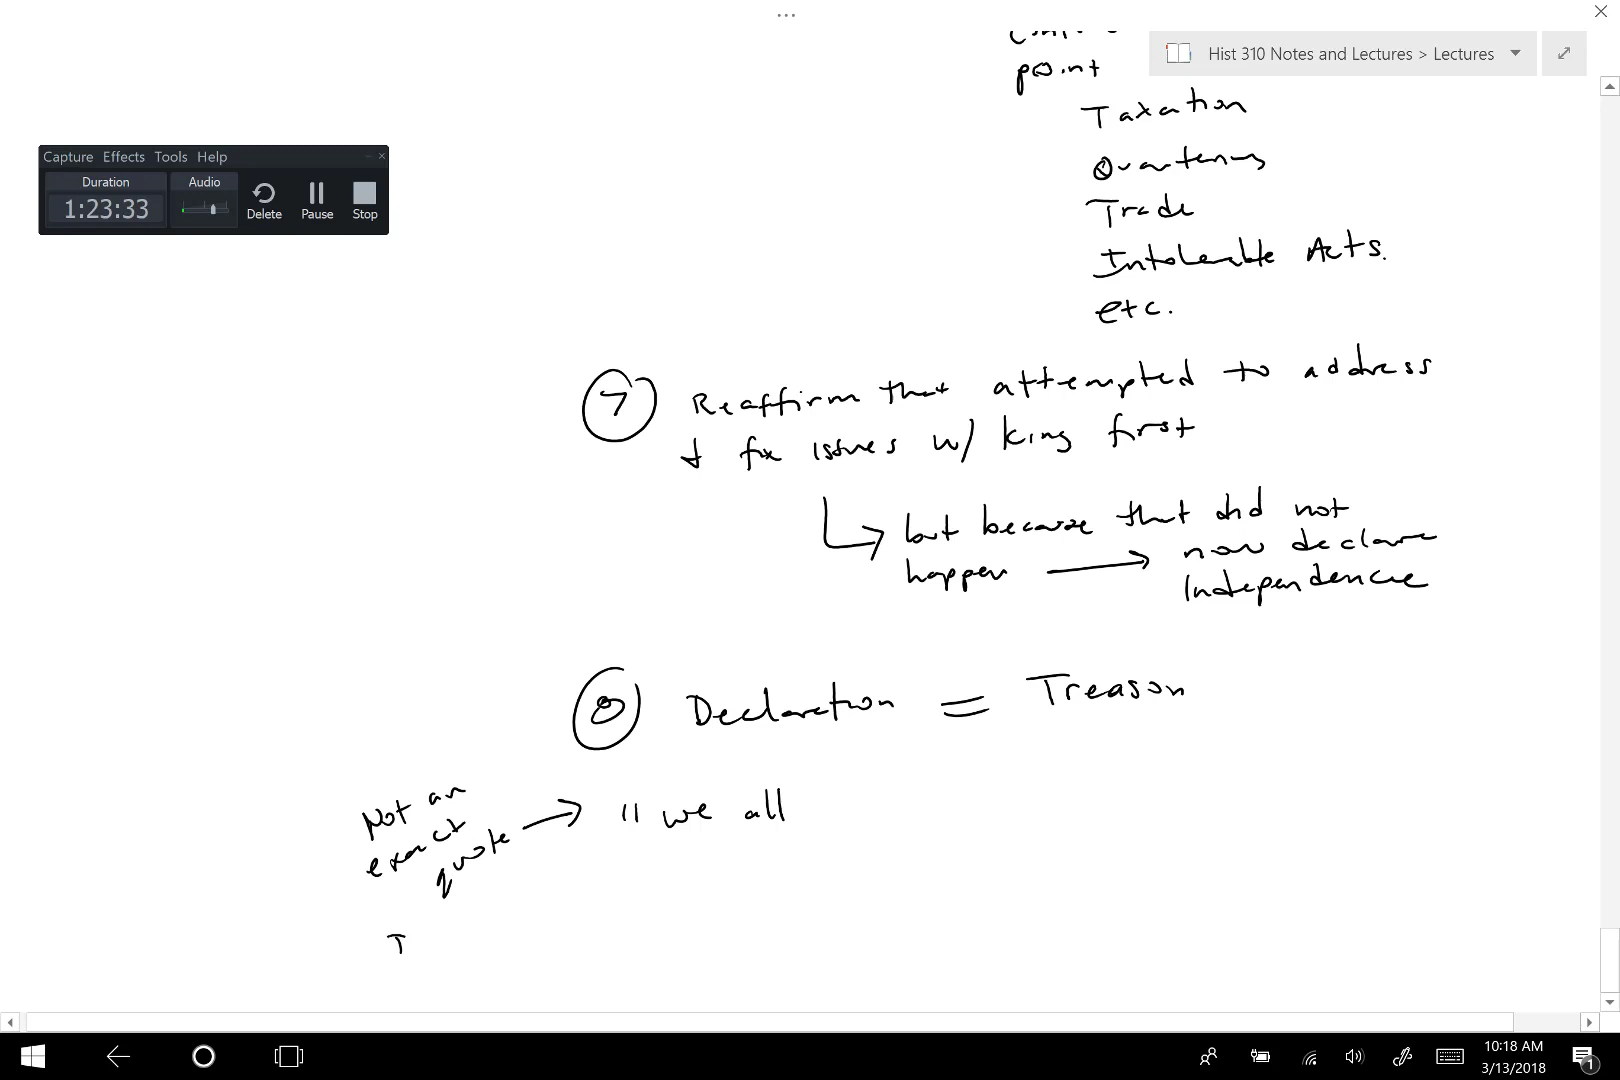 ...
Hist 310 Notes and Lectures > Lectures
point
Taxation
Capture Effects Tools Help
Duration Audio
1:23:33
Delete Pause Stop
Quartering
Trade
Intolerable Acts.
etc.
7 Reaffirm that attempted to address
+ fix issues w/ king first
but because that did not
happen → now declare
Independence
8 Declaration = Treason
Not an
exact
quote → " we all
T
10:18 AM
3/13/2018
1